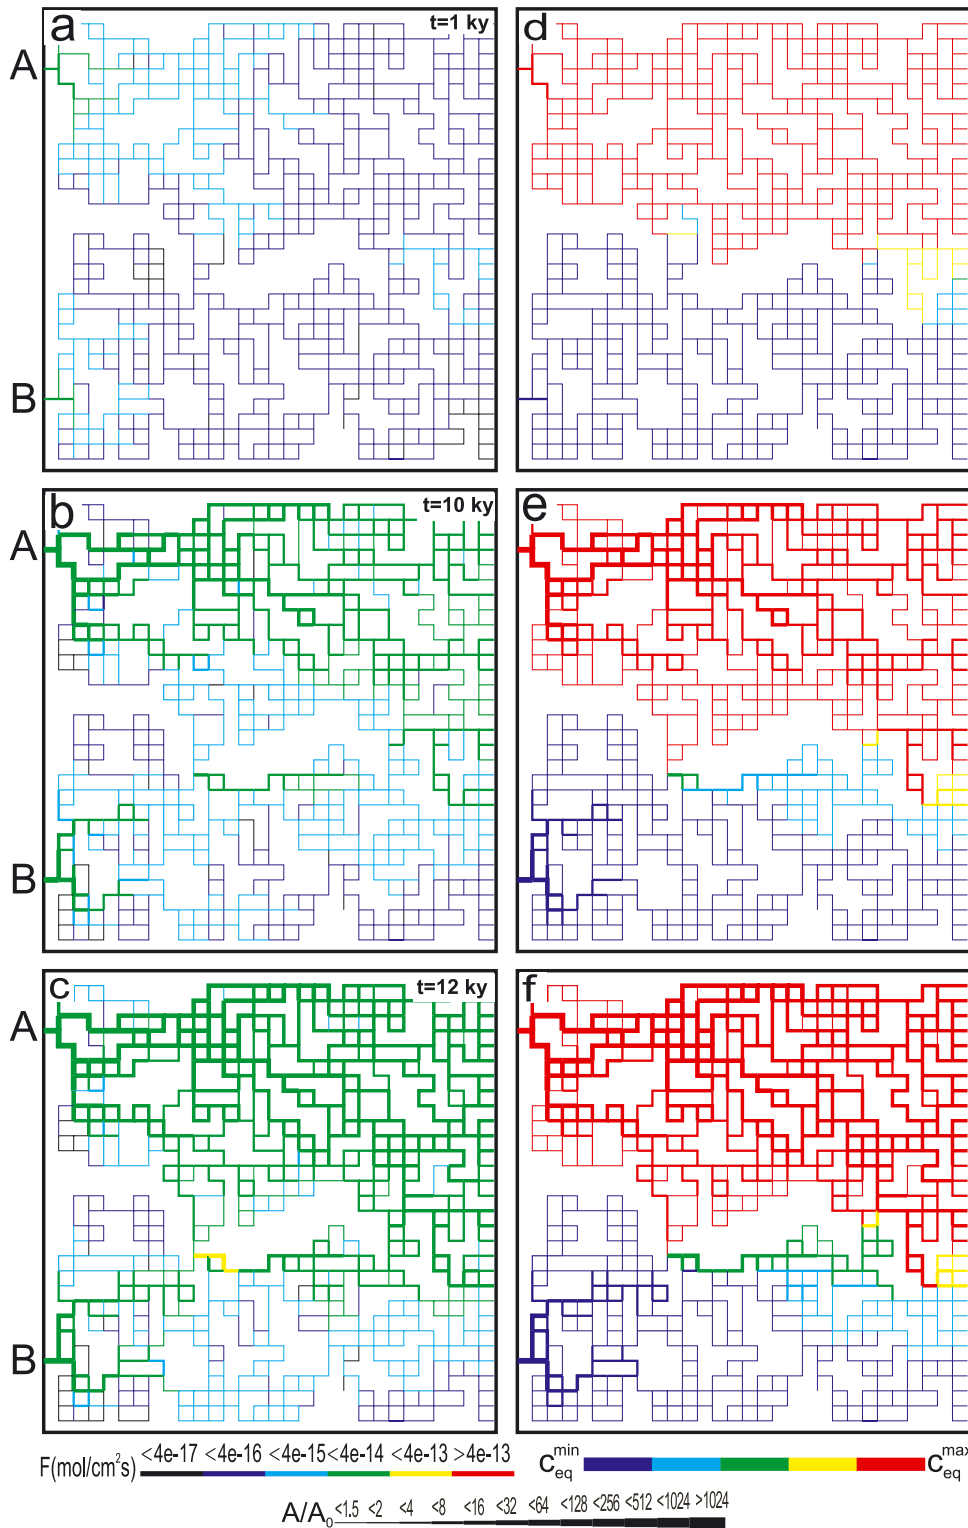 a
t=1 ky
d
A
B
b
t=10 ky
e
A
B
c
t=12 ky
f
A
B
F(mol/cm²s) <4e-17 <4e-16 <4e-15 <4e-14 <4e-13 >4e-13
C_eq^min C_eq^max
A/A₀ <1.5 <2 <4 <8 <16 <32 <64 <128 <256 <512 <1024 >1024